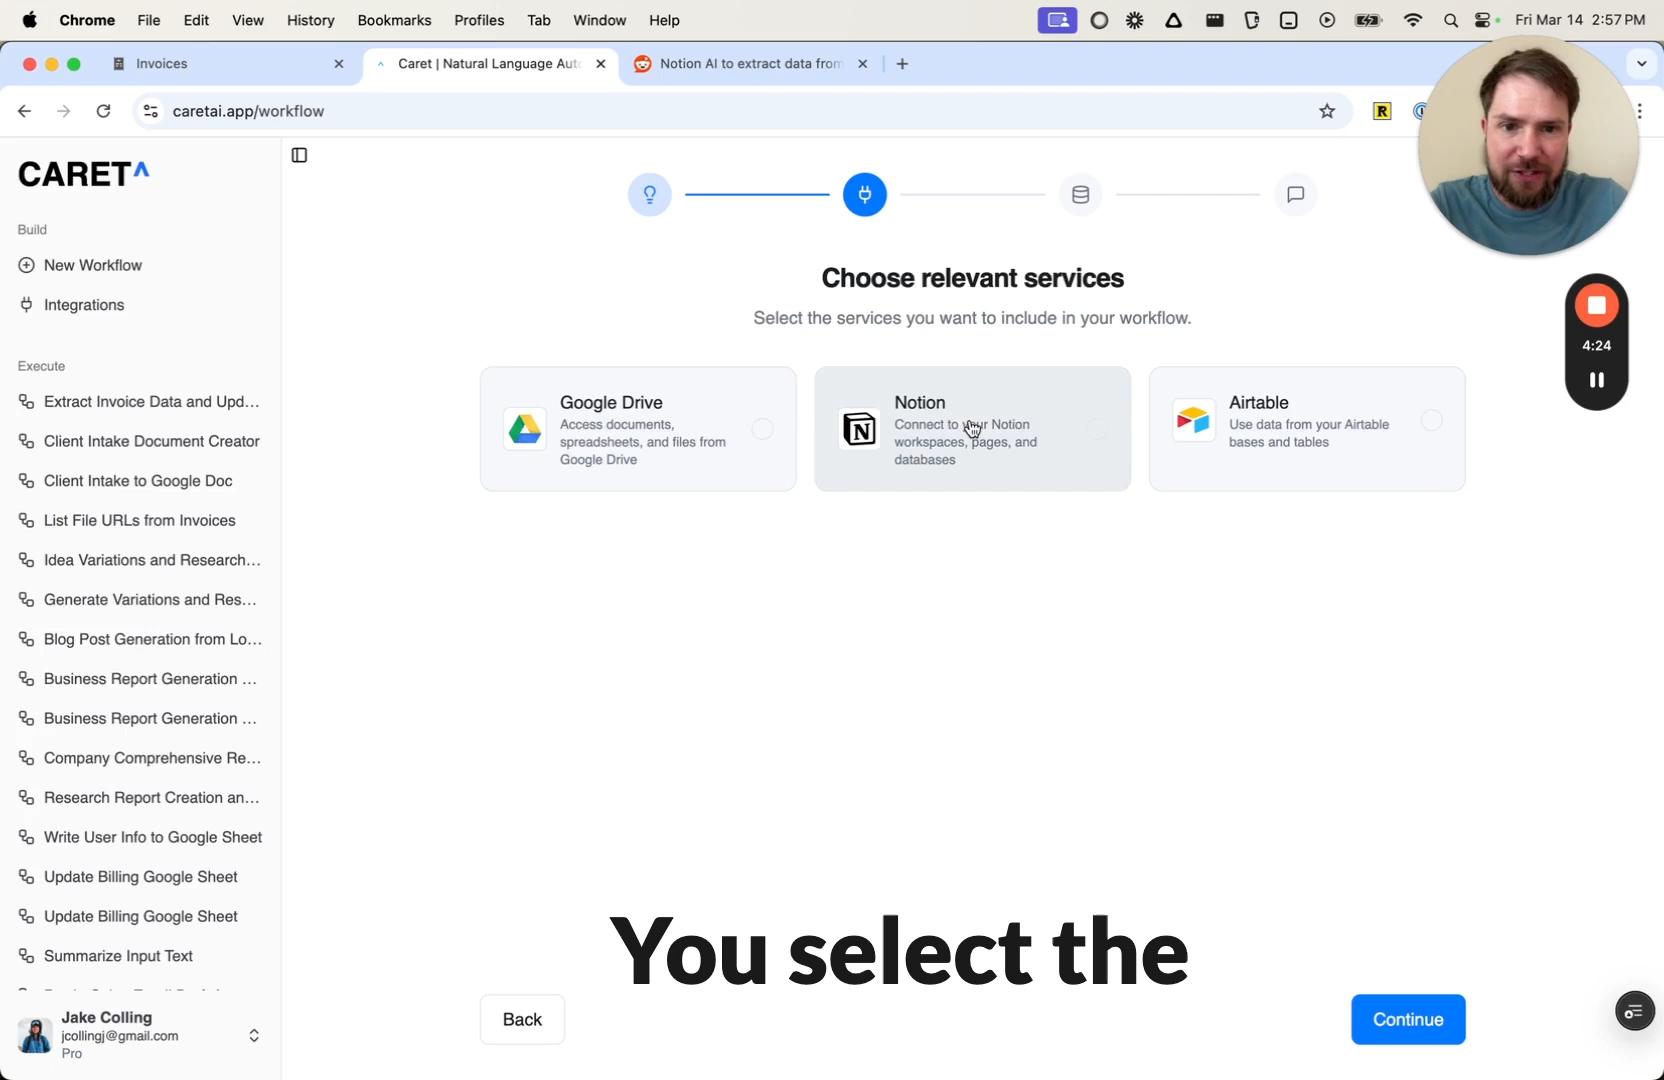 Chrome File Edit View History Bookmarks Profiles Tab Window Help Fri Mar 14 2:57 PM
Invoices Caret | Natural Language Auto Notion AI to extract data from
caretai.app/workflow
CARET^
Build
New Workflow
Integrations
Execute
Extract Invoice Data and Upd...
Client Intake Document Creator
Client Intake to Google Doc
List File URLs from Invoices
Idea Variations and Research...
Generate Variations and Res...
Blog Post Generation from Lo...
Business Report Generation ...
Business Report Generation ...
Company Comprehensive Re...
Research Report Creation an...
Write User Info to Google Sheet
Update Billing Google Sheet
Update Billing Google Sheet
Summarize Input Text
Jake Colling
jcollingj@gmail.com
Pro
Choose relevant services
Select the services you want to include in your workflow.
Google Drive
Access documents,
spreadsheets, and files from
Google Drive
Notion
Connect to your Notion
workspaces, pages, and
databases
Airtable
Use data from your Airtable
bases and tables
4:24
You select the
Back
Continue